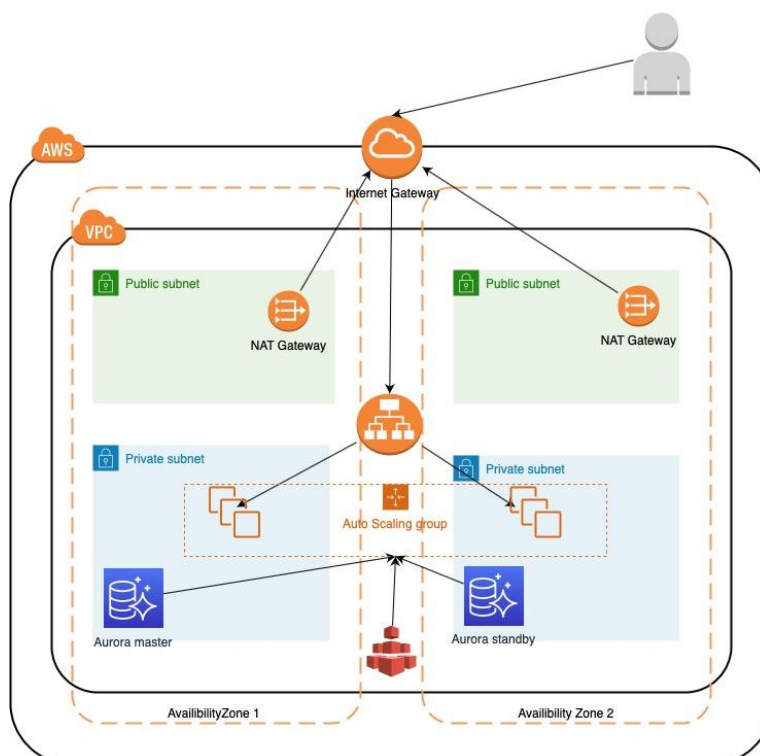 AWS
Internet Gateway
VPC
Public subnet
Public subnet
NAT Gateway
NAT Gateway
Private subnet
Private subnet
Auto Scaling group
Aurora master
Aurora standby
AvailibilityZone 1
Availibility Zone 2